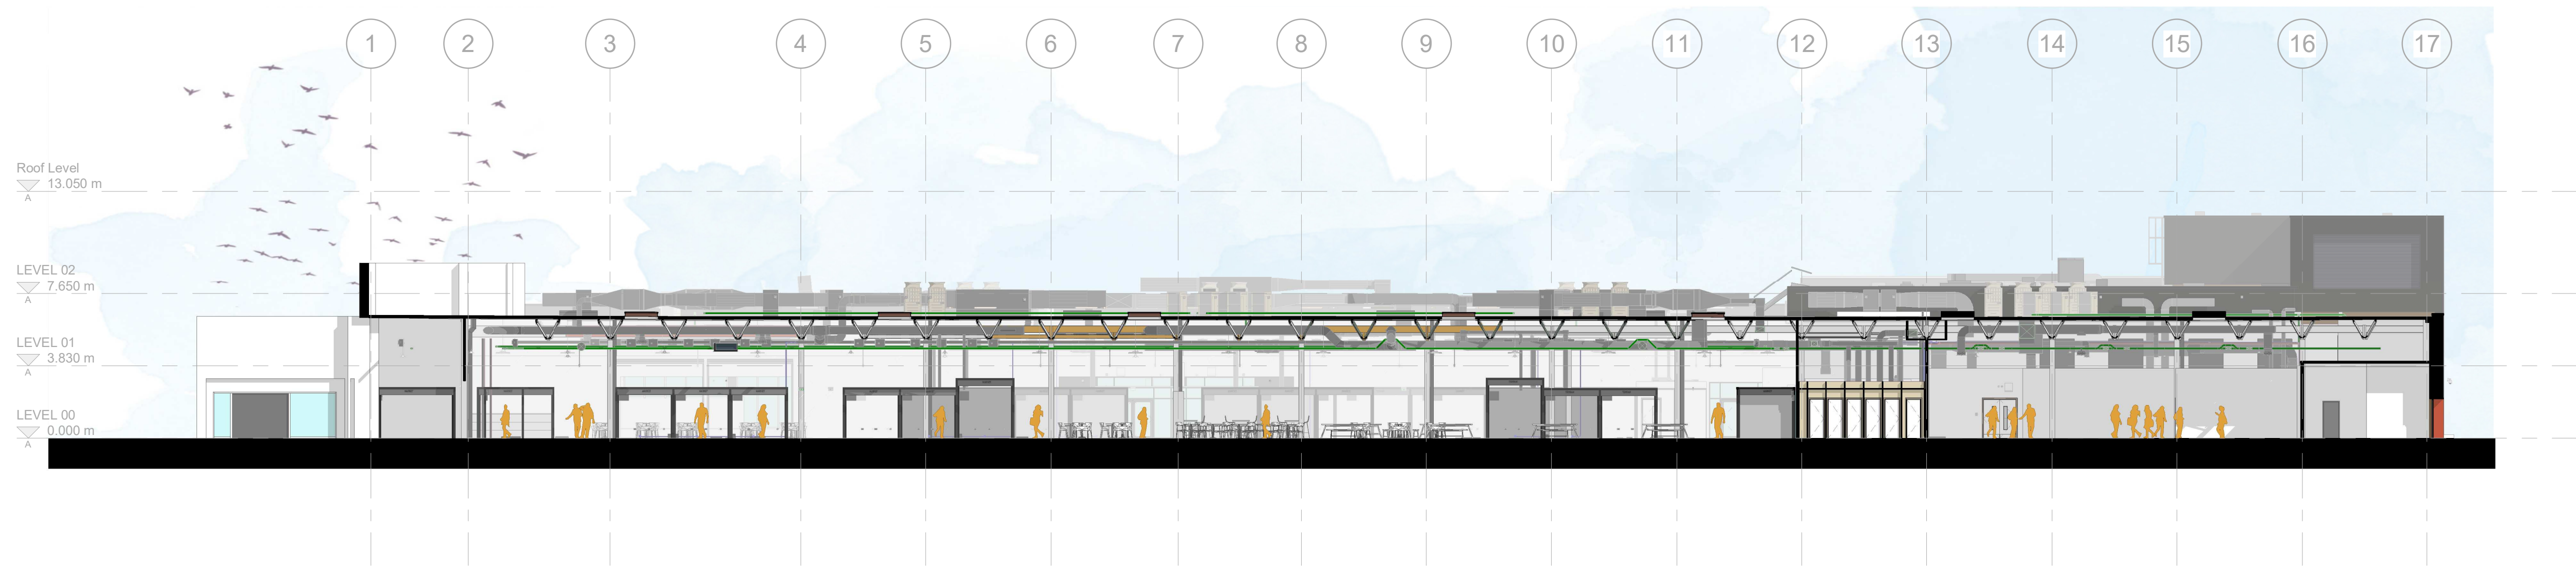 1 2 3 4 5 6 7 8 9 10 11 12 13 14 15 16 17
Roof Level
13.050 m
A
LEVEL 02
7.650 m
A
LEVEL 01
3.830 m
A
LEVEL 00
0.000 m
A